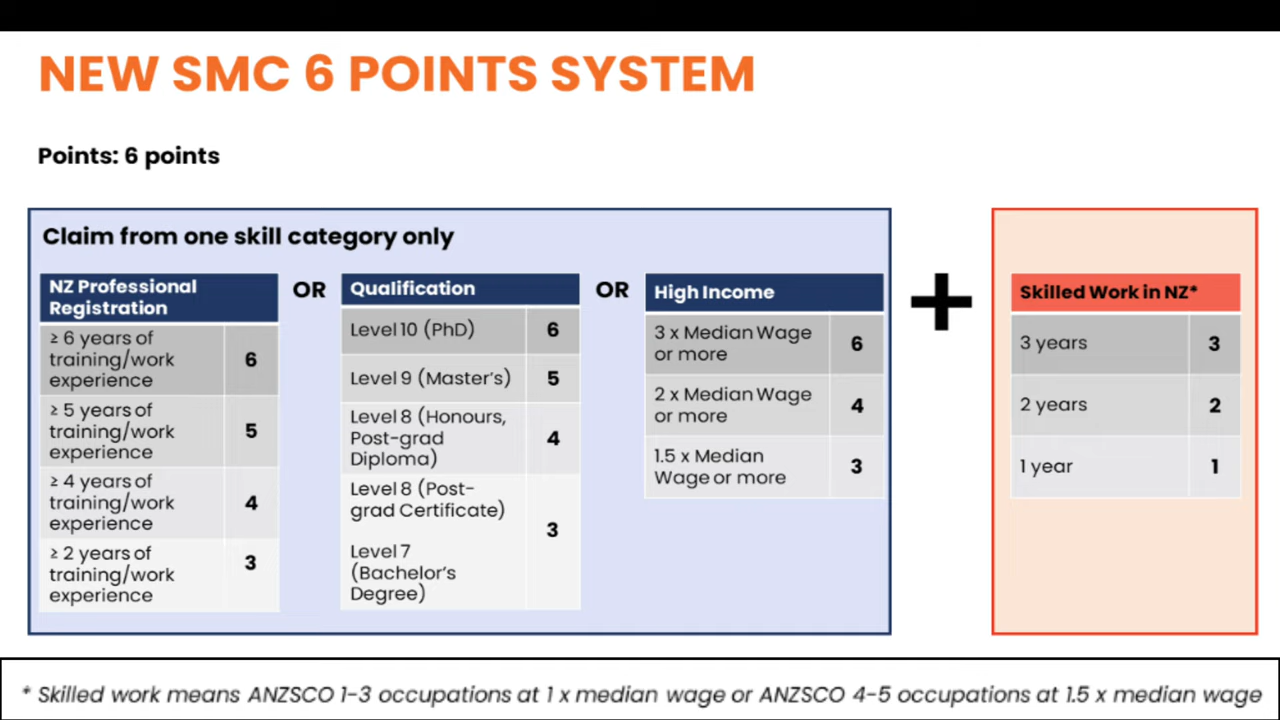 NEW SMC 6 POINTS SYSTEM
Points: 6 points
Claim from one skill category only
NZ Professional
Registration
≥ 6 years of
training/work
experience
6
≥ 5 years of
training/work
experience
5
≥ 4 years of
training/work
experience
4
≥ 2 years of
training/work
experience
3
OR
Qualification
Level 10 (PhD)
6
Level 9 (Master's)
5
Level 8 (Honours,
Post-grad
Diploma)
4
Level 8 (Post-
grad Certificate)
Level 7
(Bachelor's
Degree)
3
OR
High Income
3 x Median Wage
or more
6
2 x Median Wage
or more
4
1.5 x Median
Wage or more
3
+
Skilled Work in NZ*
3 years
3
2 years
2
1 year
1
* Skilled work means ANZSCO 1-3 occupations at 1 x median wage or ANZSCO 4-5 occupations at 1.5 x median wage